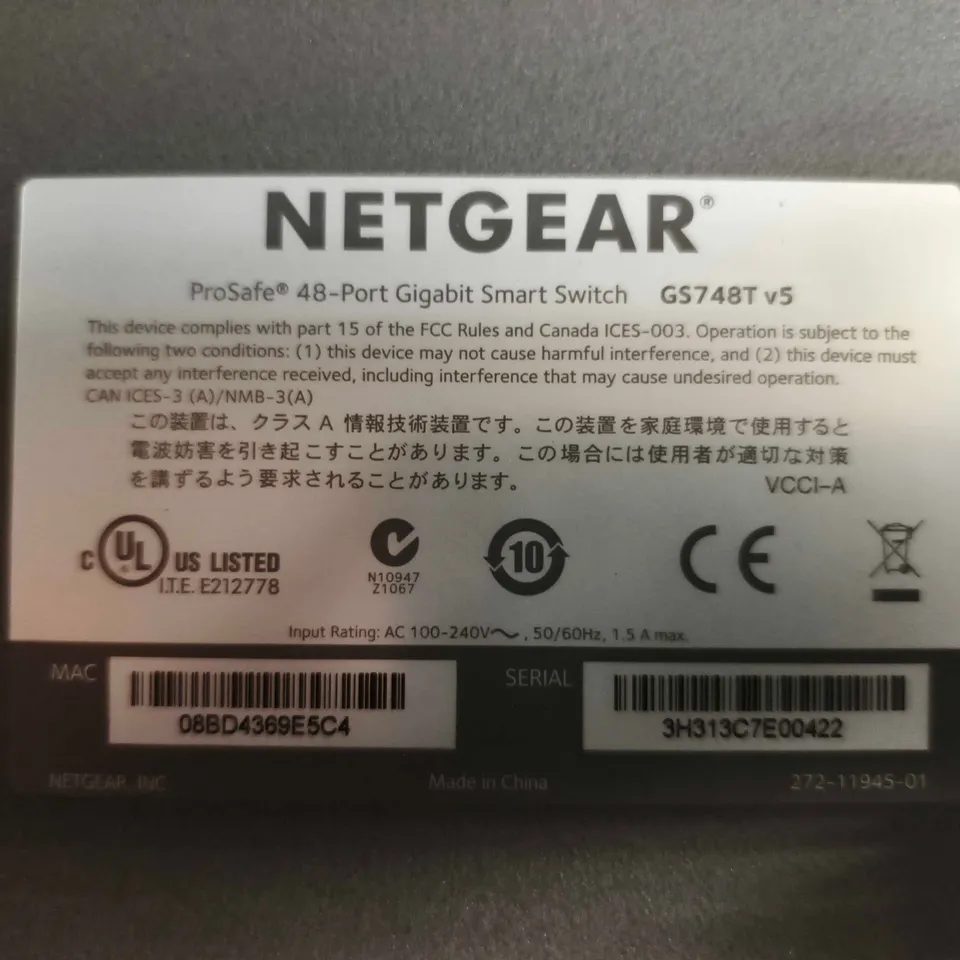 NETGEAR®
ProSafe® 48-Port Gigabit Smart Switch GS748T v5
This device complies with part 15 of the FCC Rules and Canada ICES-003. Operation is subject to the
following two conditions: (1) this device may not cause harmful interference, and (2) this device must
accept any interference received, including interference that may cause undesired operation.
CAN ICES-3 (A)/NMB-3(A)
この装置は、クラス A 情報技術装置です。この装置を家庭環境で使用すると
電波妨害を引き起こすことがあります。この場合には使用者が適切な対策
を講ずるよう要求されることがあります。 VCCI-A
C UL US LISTED
I.T.E. E212778
N10947
Z1067
10
CE
Input Rating: AC 100-240V〜, 50/60Hz, 1.5 A max.
MAC 08BD4369E5C4
SERIAL 3H313C7E00422
NETGEAR, INC Made in China 272-11945-01